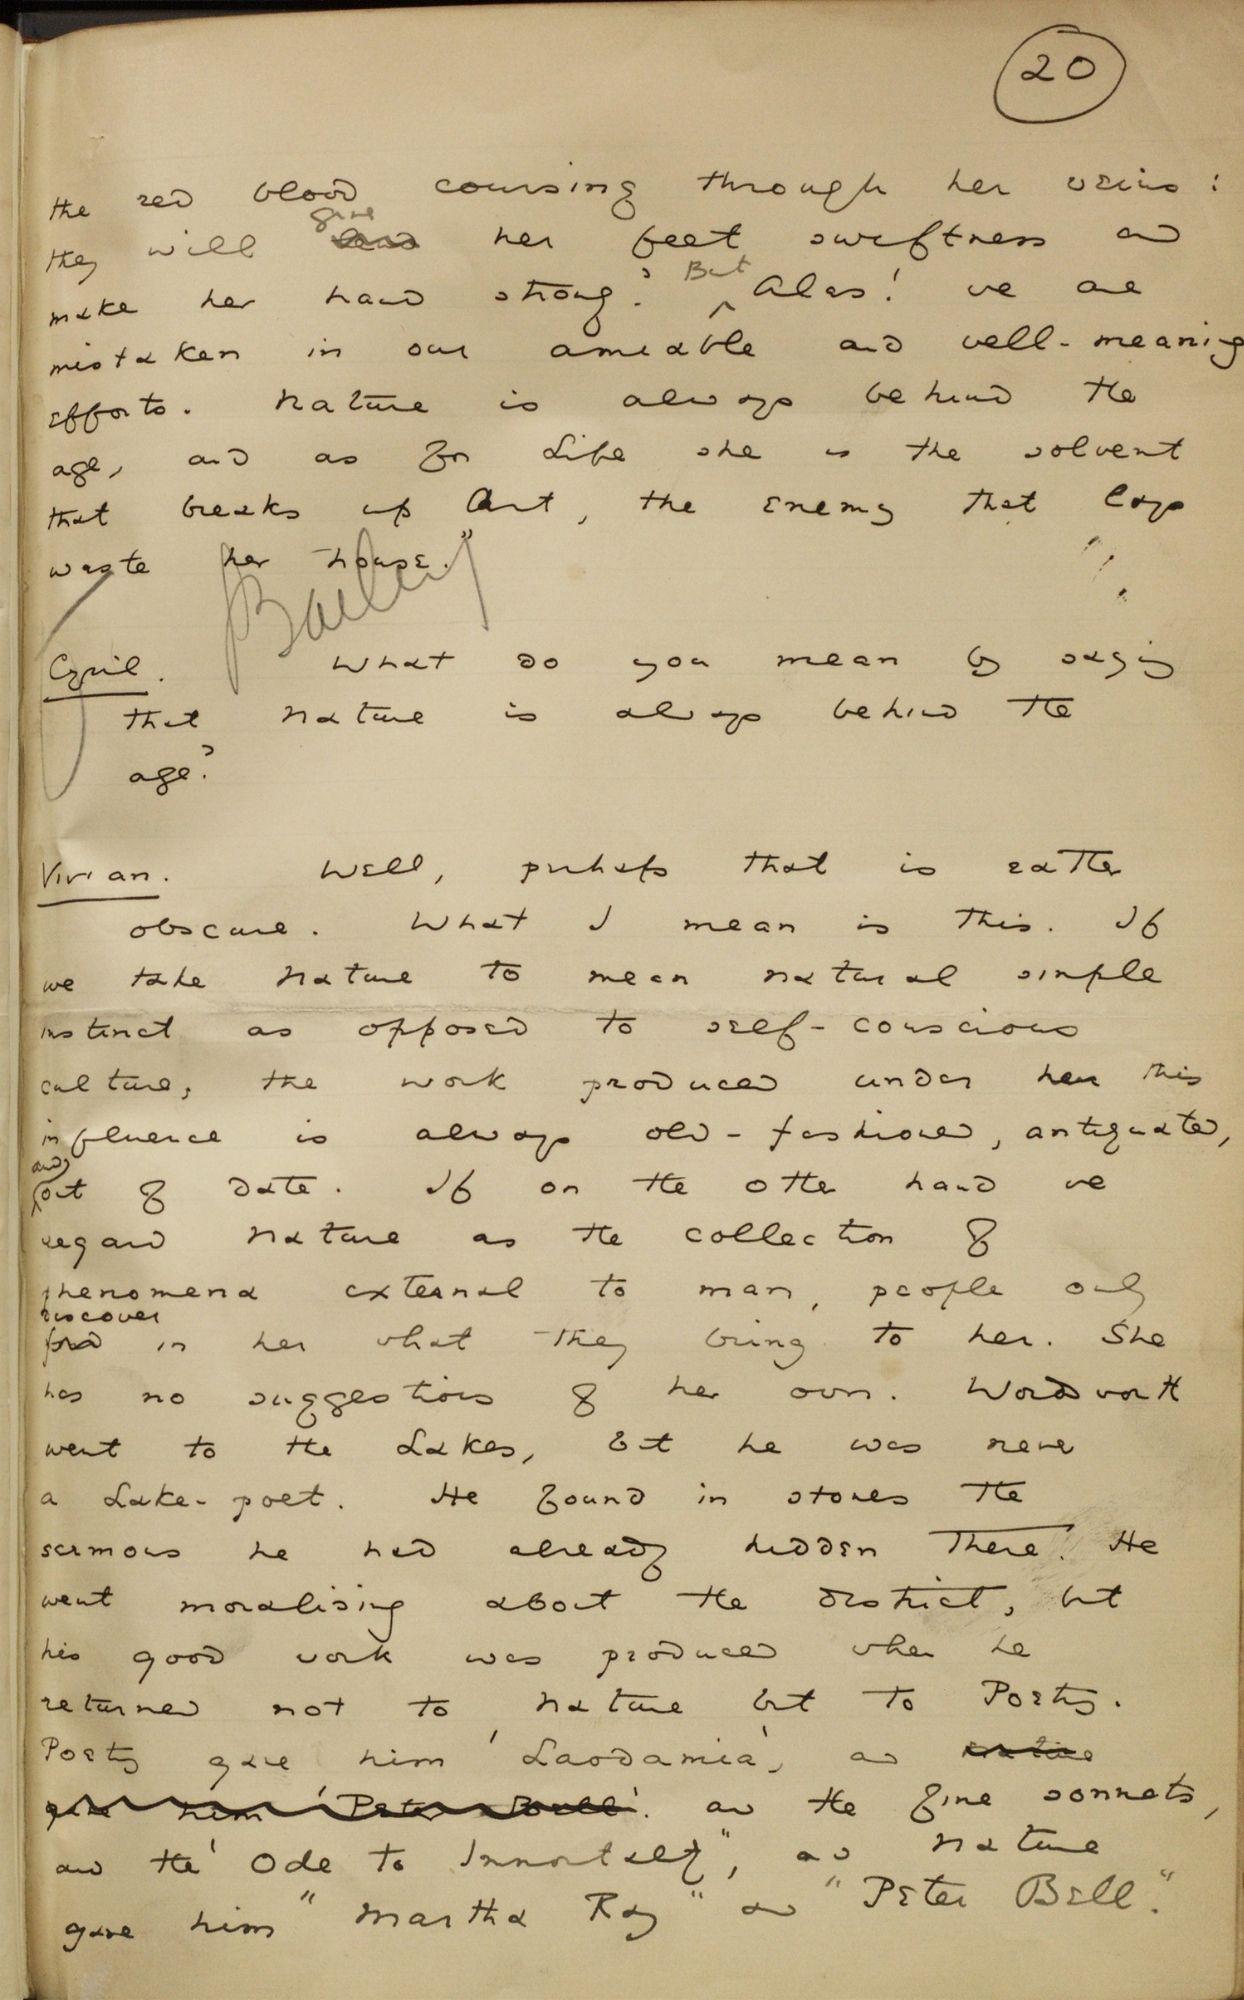 20
the red blood coursing through her veins:
give
they will lend her feet swiftness and
But
make her hand strong? Alas! we are
mistaken in our amiable and well-meaning
efforts. Nature is always behind the
age, and as for Life she is the solvent
that breaks up Art, the enemy that lays
waste her house."
Bailey
Cyril. What do you mean by saying
that Nature is always behind the
age?
Vivian. Well, perhaps that is rather
obscure. What I mean is this. If
we take Nature to mean natural simple
instinct as opposed to self-conscious
culture, the work produced under her this
influence is always old-fashioned, antiquated,
and
out of date. If on the other hand we
regard Nature as the collection of
phenomena external to man, people only
discover
find in her what they bring to her. She
has no suggestions of her own. Wordsworth
went to the Lakes, but he was never
a Lake-poet. He found in stones the
sermons he had already hidden there. He
went moralising about the district, but
his good work was produced when he
returned not to Nature but to Poetry.
Poetry gave him 'Laodamia', and
gave him 'Peter Bell'. and the fine sonnets,
and the 'Ode to Immortality", and Nature
gave him "Martha Ray" and "Peter Bell."